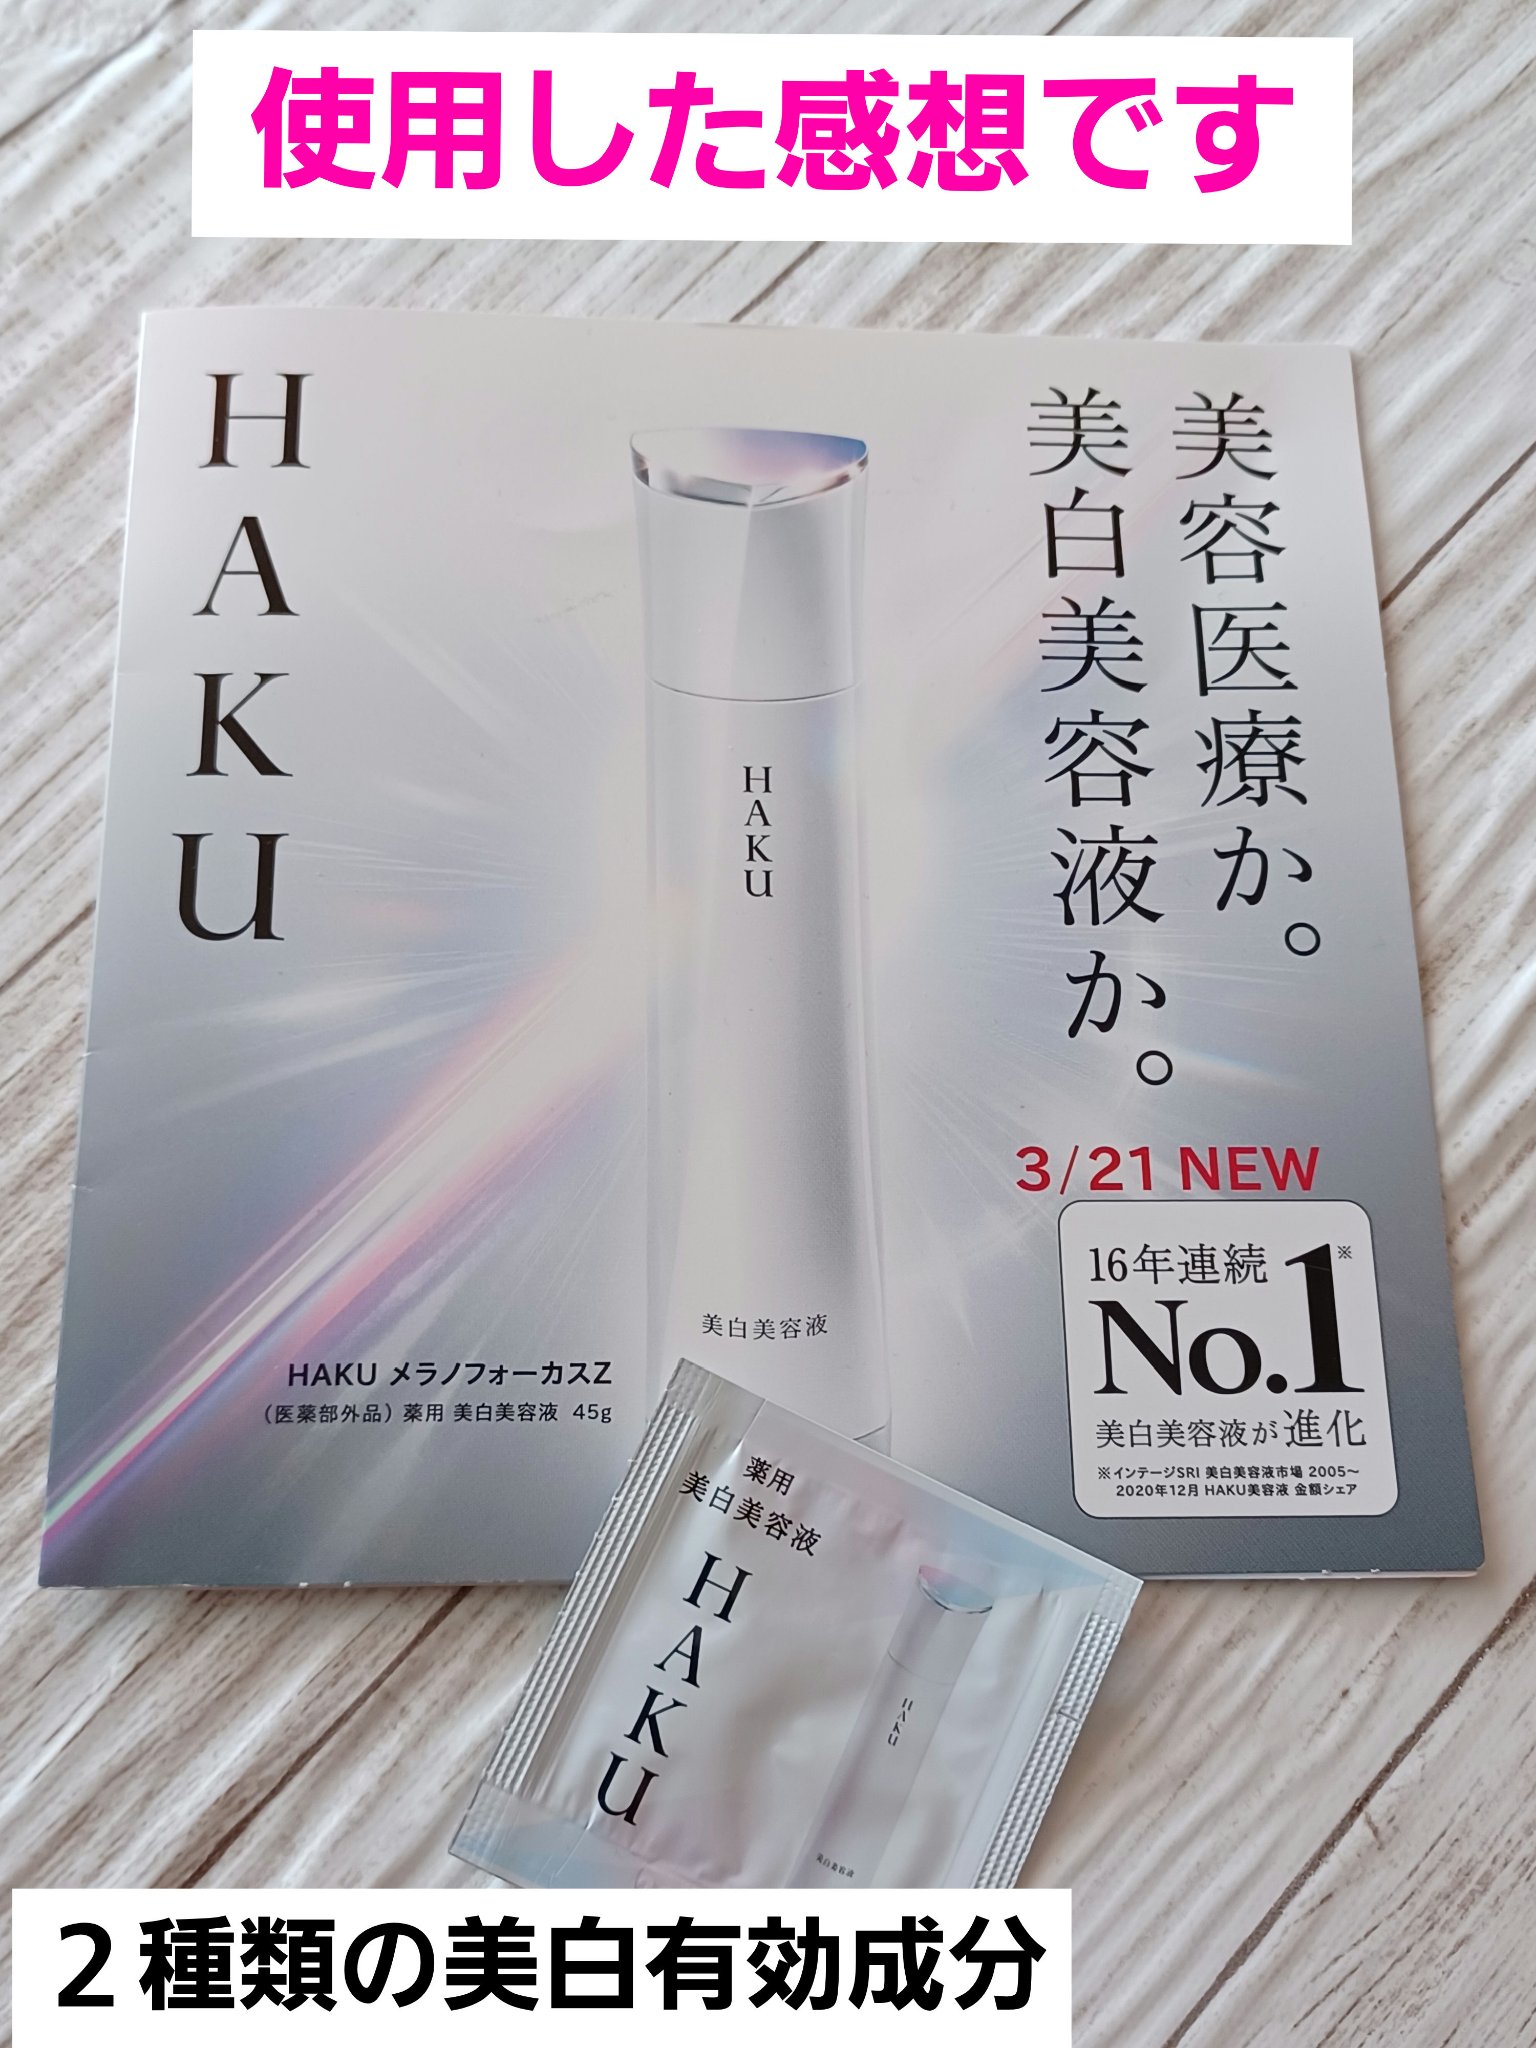 使用した感想です
HAKU
美容医療か。
美白美容液か。
HAKU
美白美容液
3/21 NEW
16年連続
No.1※
美白美容液が進化
※インテージSRI 美白美容液市場 2005~
2020年12月 HAKU美容液 金額シェア
HAKU メラノフォーカスZ
(医薬部外品) 薬用 美白美容液 45g
薬用
美白美容液
HAKU
HAKU
美白美容液
2種類の美白有効成分